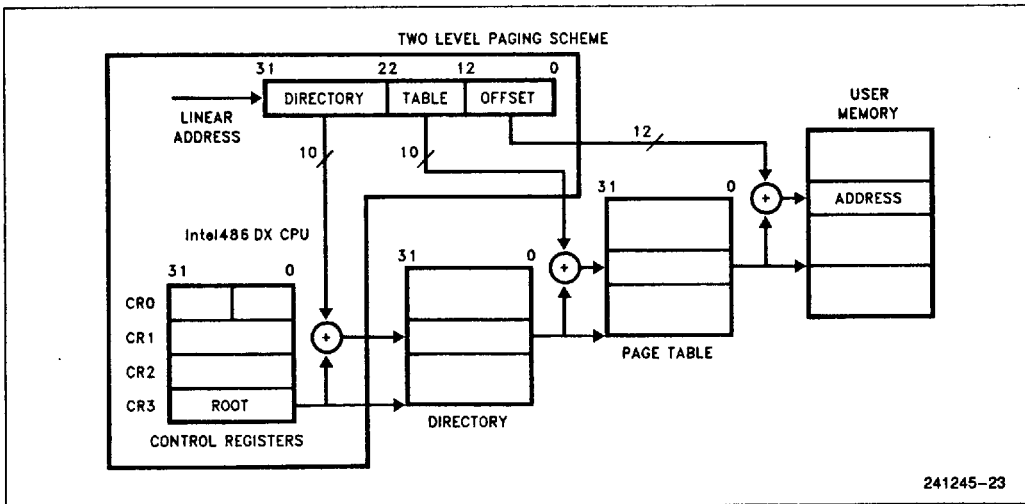 TWO LEVEL PAGING SCHEME
31 22 12 0
DIRECTORY TABLE OFFSET
LINEAR
ADDRESS
USER
MEMORY
10 10 12
31 0
ADDRESS
Intel486 DX CPU
31 0
31 0
CR0
CR1
CR2
CR3 ROOT
+
+
+
PAGE TABLE
DIRECTORY
CONTROL REGISTERS
241245-23